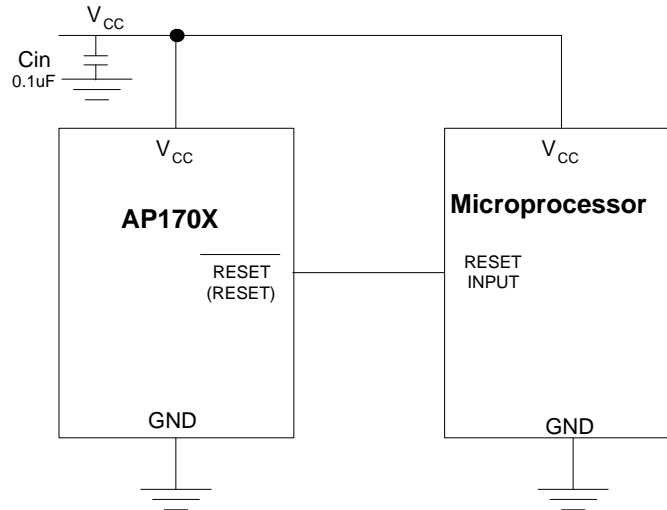 VCC
Cin
0.1uF
VCC
AP170X
RESET
(RESET)
GND
VCC
Microprocessor
RESET
INPUT
GND